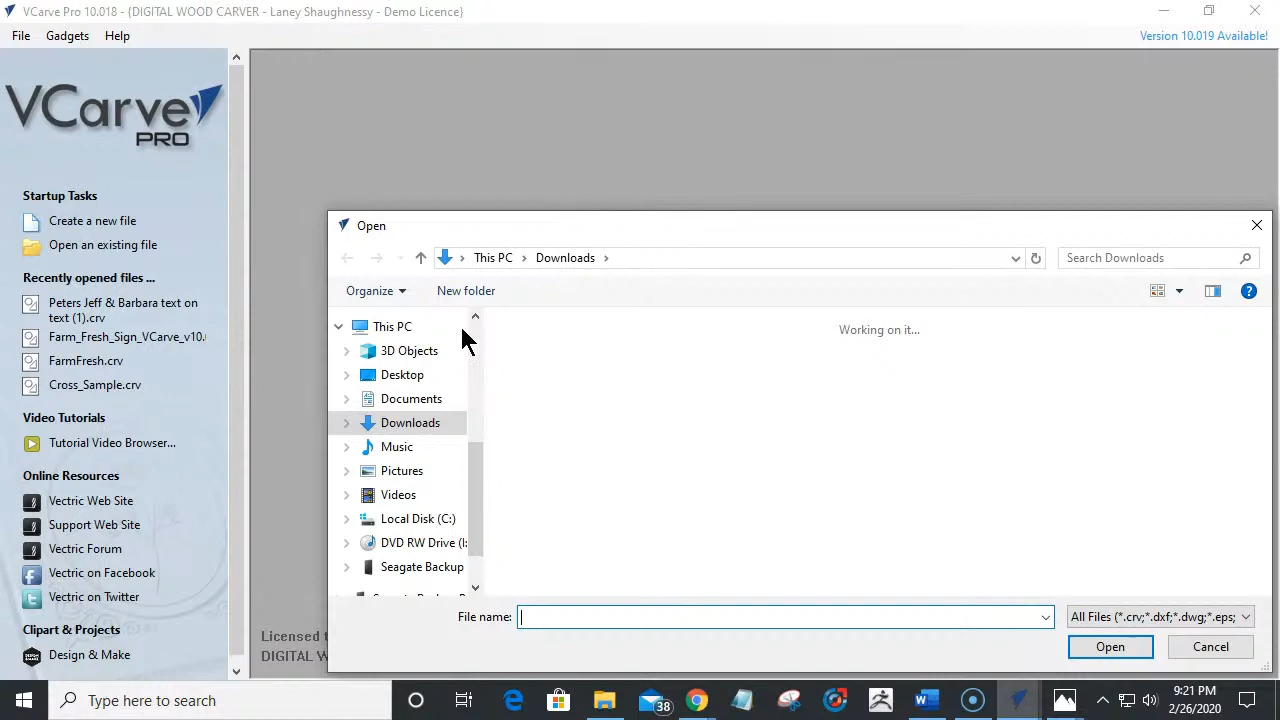 VCarve Pro 10.018 - {DIGITAL WOOD CARVER - Laney Shaughnessy - Demo Licence}
File Gadgets Help
Version 10.019 Available!
VCarve
PRO
Startup Tasks
Create a new file
Open an existing file
Recently opened files ...
Peters Jeff & Barbara text on
text (1).crv
Farm_Fresh_Sign_VCarve_v10.
FarmFresh.crv
Cross_Sample.crv
Video Tutorials
Tutorial Video Browser...
Online Resources
Vectric Web Site
Support Web Site
Vectric Forum
Vectric on Facebook
Vectric on Twitter
Clipart & Projects
Design & Make
Licensed t
DIGITAL W
Open
This PC > Downloads >
Search Downloads
Organize New folder
This PC
3D Objects
Desktop
Documents
Downloads
Music
Pictures
Videos
Local Disk (C:)
DVD RW Drive (I:
Seagate Backup
Working on it...
File name:
All Files (*.crv;*.dxf;*.dwg;*.eps;
Open Cancel
Type here to search
38
9:21 PM
2/26/2020